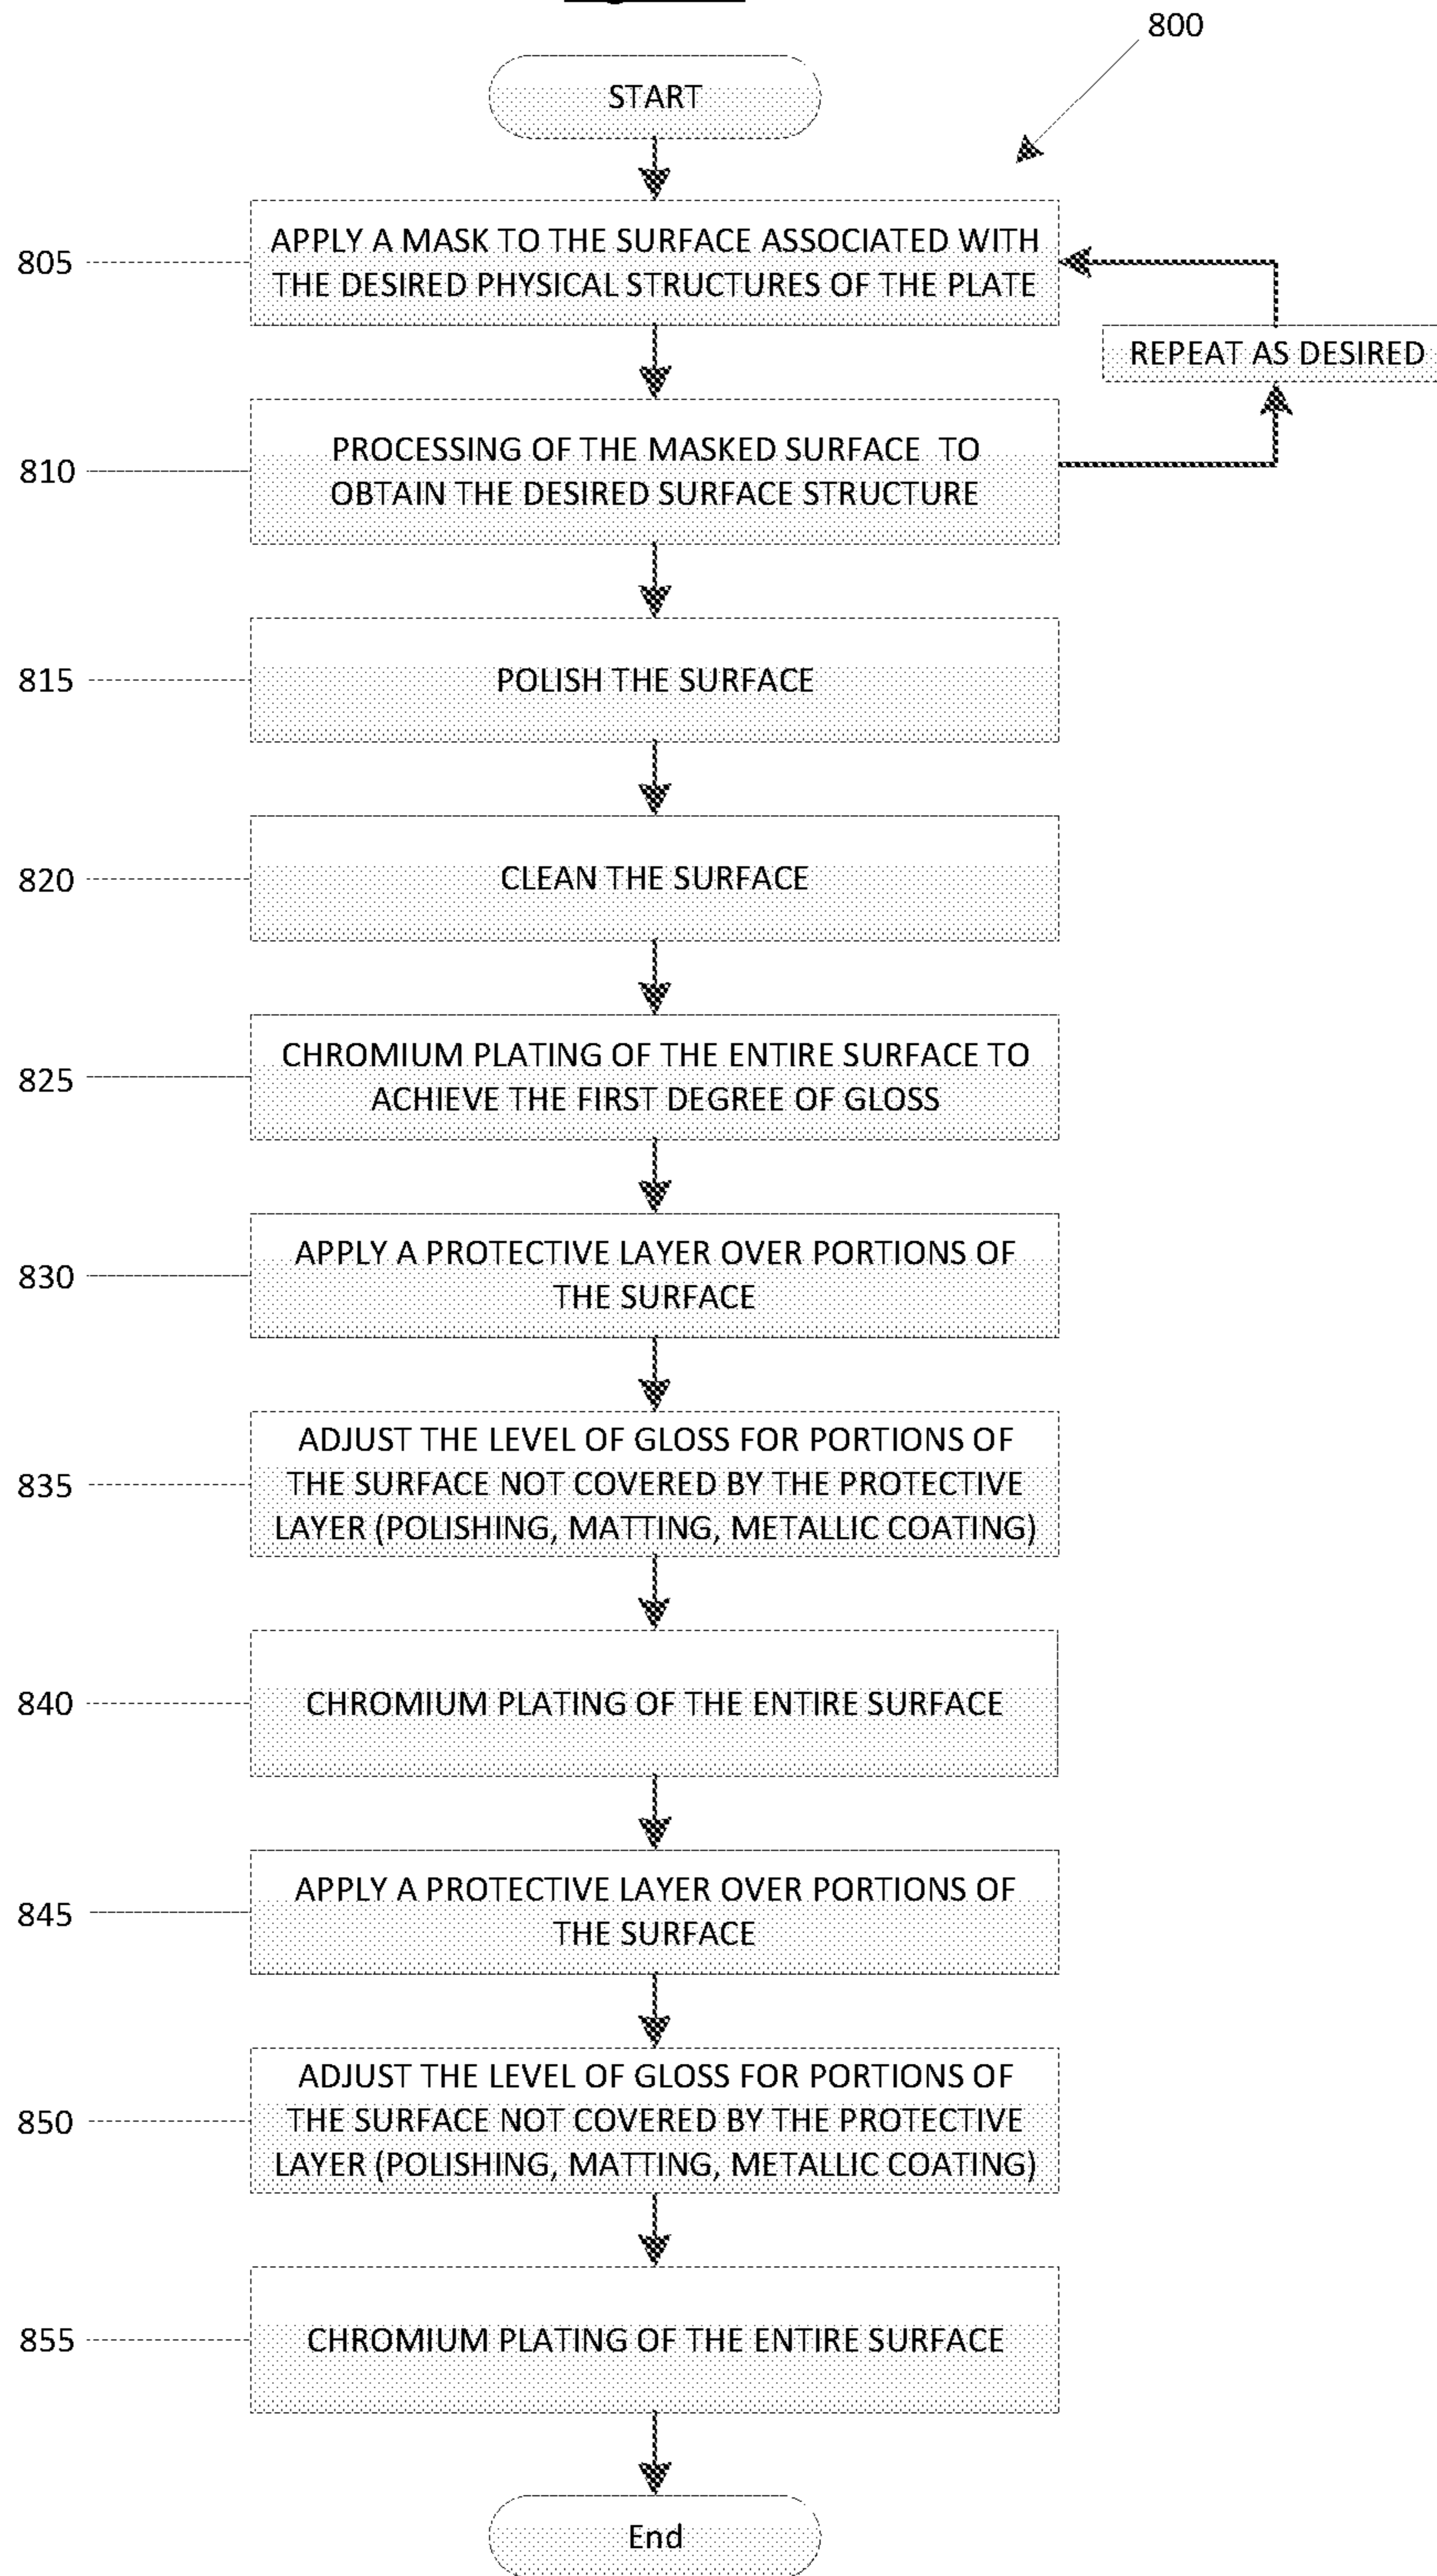 800
START
805
APPLY A MASK TO THE SURFACE ASSOCIATED WITH
THE DESIRED PHYSICAL STRUCTURES OF THE PLATE
REPEAT AS DESIRED
810
PROCESSING OF THE MASKED SURFACE TO
OBTAIN THE DESIRED SURFACE STRUCTURE
815
POLISH THE SURFACE
820
CLEAN THE SURFACE
825
CHROMIUM PLATING OF THE ENTIRE SURFACE TO
ACHIEVE THE FIRST DEGREE OF GLOSS
830
APPLY A PROTECTIVE LAYER OVER PORTIONS OF
THE SURFACE
835
ADJUST THE LEVEL OF GLOSS FOR PORTIONS OF
THE SURFACE NOT COVERED BY THE PROTECTIVE
LAYER (POLISHING, MATTING, METALLIC COATING)
840
CHROMIUM PLATING OF THE ENTIRE SURFACE
845
APPLY A PROTECTIVE LAYER OVER PORTIONS OF
THE SURFACE
850
ADJUST THE LEVEL OF GLOSS FOR PORTIONS OF
THE SURFACE NOT COVERED BY THE PROTECTIVE
LAYER (POLISHING, MATTING, METALLIC COATING)
855
CHROMIUM PLATING OF THE ENTIRE SURFACE
End